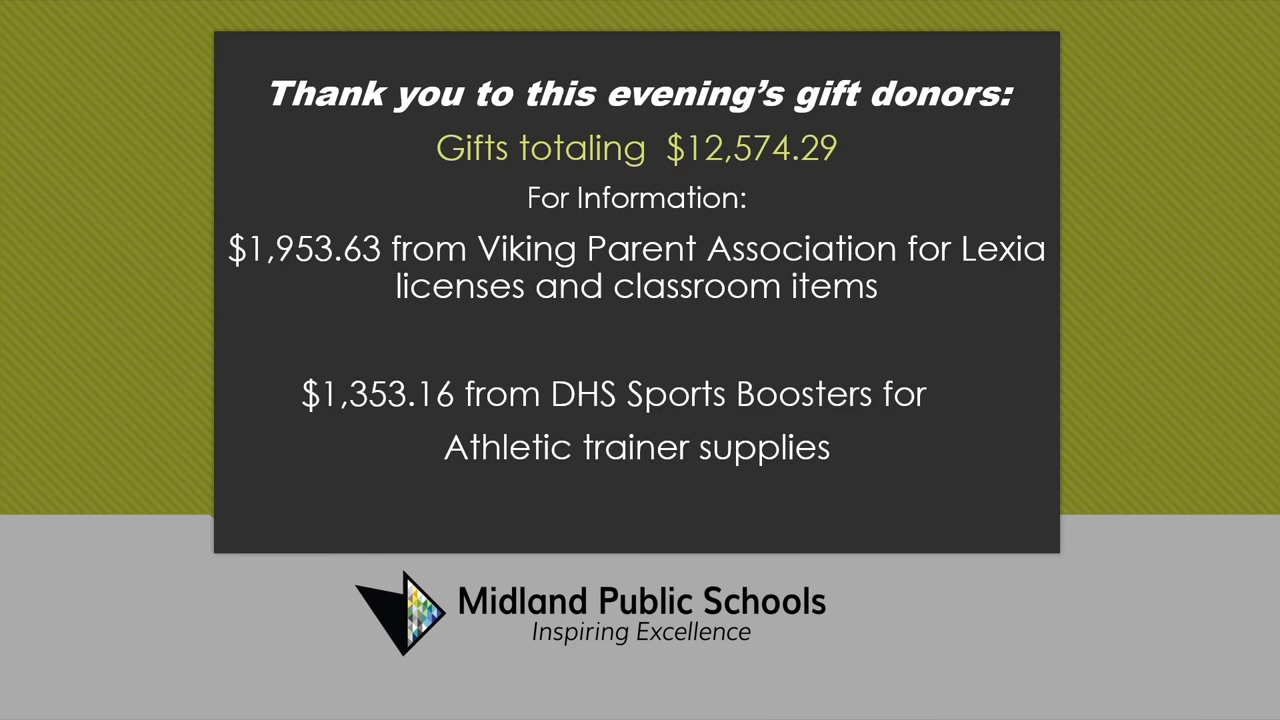 Thank you to this evening’s gift donors:
Gifts totaling  $12,574.29
For Information:
$1,953.63 from Viking Parent Association for Lexia
licenses and classroom items
$1,353.16 from DHS Sports Boosters for
Athletic trainer supplies
Midland Public Schools
Inspiring Excellence